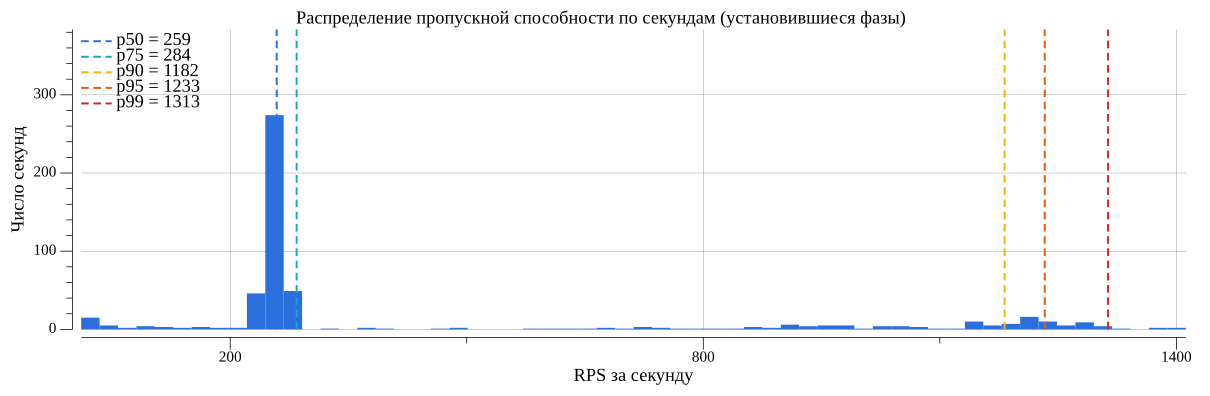 Распределение пропускной способности по секундам (установившиеся фазы)
p50 = 259
p75 = 284
p90 = 1182
p95 = 1233
p99 = 1313
Число секунд
300
200
100
0
200
800
1400
RPS за секунду